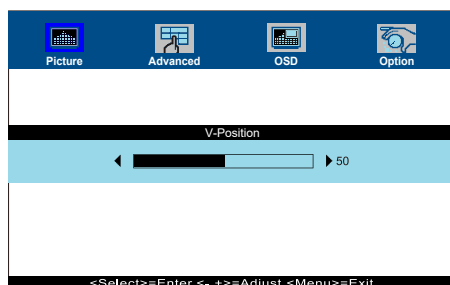 Picture Advanced OSD Option
V-Position
50
<Select>=Enter <- +>=Adjust <Menu>=Exit